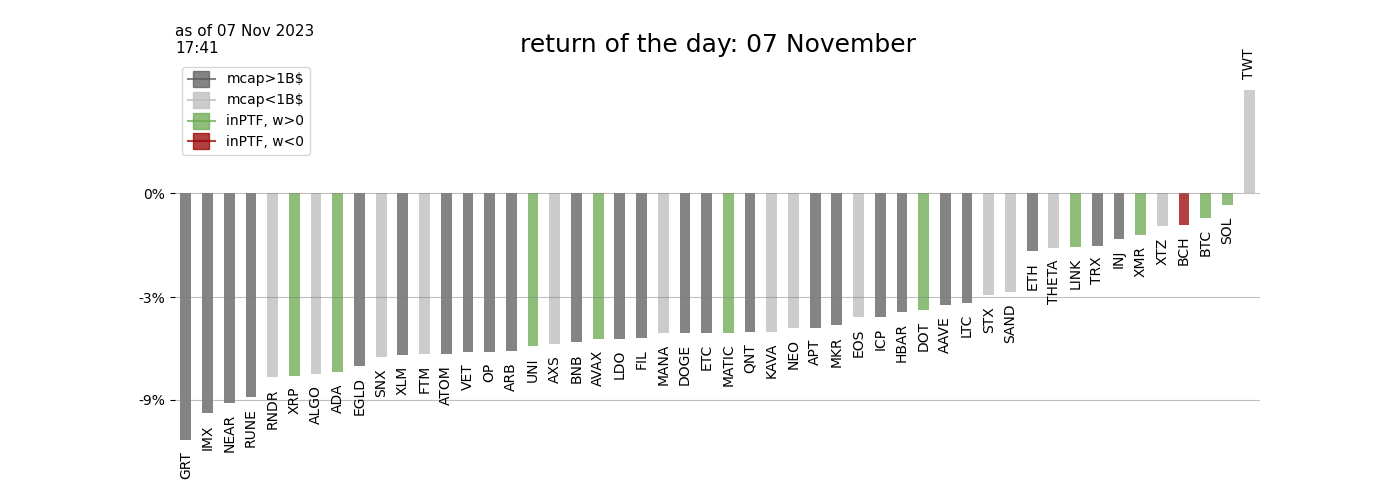 as of 07 Nov 2023
17:41
return of the day: 07 November
mcap>1B$
mcap<1B$
inPTF, w>0
inPTF, w<0
0%
-3%
-9%
GRT
IMX
NEAR
RUNE
RNDR
XRP
ALGO
ADA
EGLD
SNX
XLM
FTM
ATOM
VET
OP
ARB
UNI
AXS
BNB
AVAX
LDO
FIL
MANA
DOGE
ETC
MATIC
QNT
KAVA
NEO
APT
MKR
EOS
ICP
HBAR
DOT
AAVE
LTC
STX
SAND
ETH
THETA
LINK
TRX
INJ
XMR
XTZ
BCH
BTC
SOL
TWT